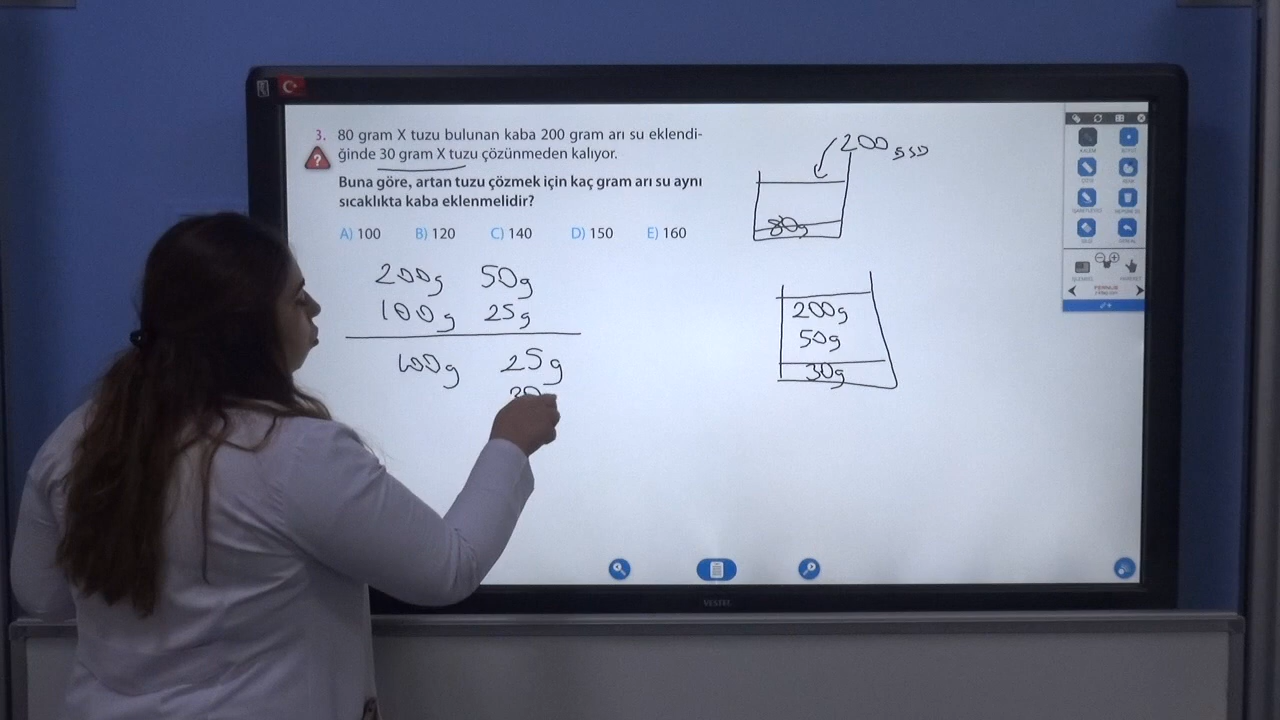 3. 80 gram X tuzu bulunan kaba 200 gram arı su eklendi-
ğinde 30 gram X tuzu çözünmeden kalıyor.
Buna göre, artan tuzu çözmek için kaç gram arı su aynı
sıcaklıkta kaba eklenmelidir?
A) 100 B) 120 C) 140 D) 150 E) 160
200g 50g
100g 25g
100g 25g
200
80g
200g
50g
30g
VESTEL